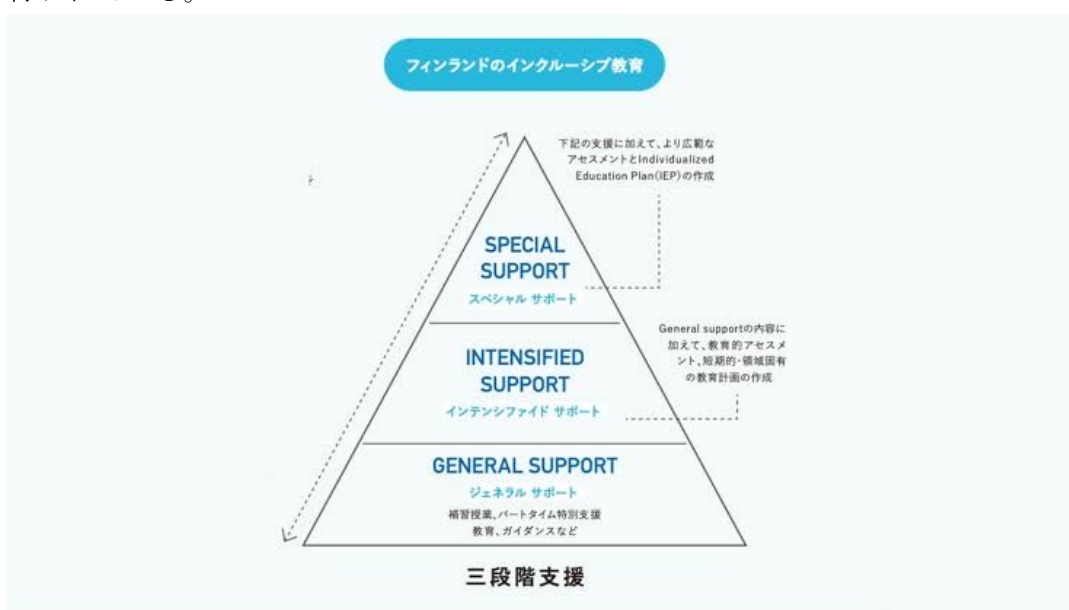 フィンランドのインクルーシブ教育
下記の支援に加えて、より広範な
アセスメントとIndividualized
Education Plan(IEP)の作成
SPECIAL
SUPPORT
スペシャル サポート
General supportの内容に
加えて、教育的アセスメ
ント、短期的・領域固有
の教育計画の作成
INTENSIFIED
SUPPORT
インテンシファイド サポート
GENERAL SUPPORT
ジェネラル サポート
補習授業、パートタイム特別支援
教育、ガイダンスなど
三段階支援